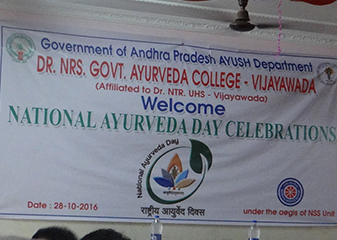 Government of Andhra Pradesh AYUSH Department
DR. NRS. GOVT. AYURVEDA COLLEGE - VIJAYAWADA
(Affiliated to Dr. NTR. UHS - Vijayawada)
Welcome
NATIONAL AYURVEDA DAY CELEBRATIONS
National Ayurveda Day
राष्ट्रीय आयुर्वेद दिवस
Date : 28-10-2016
under the aegis of NSS Unit